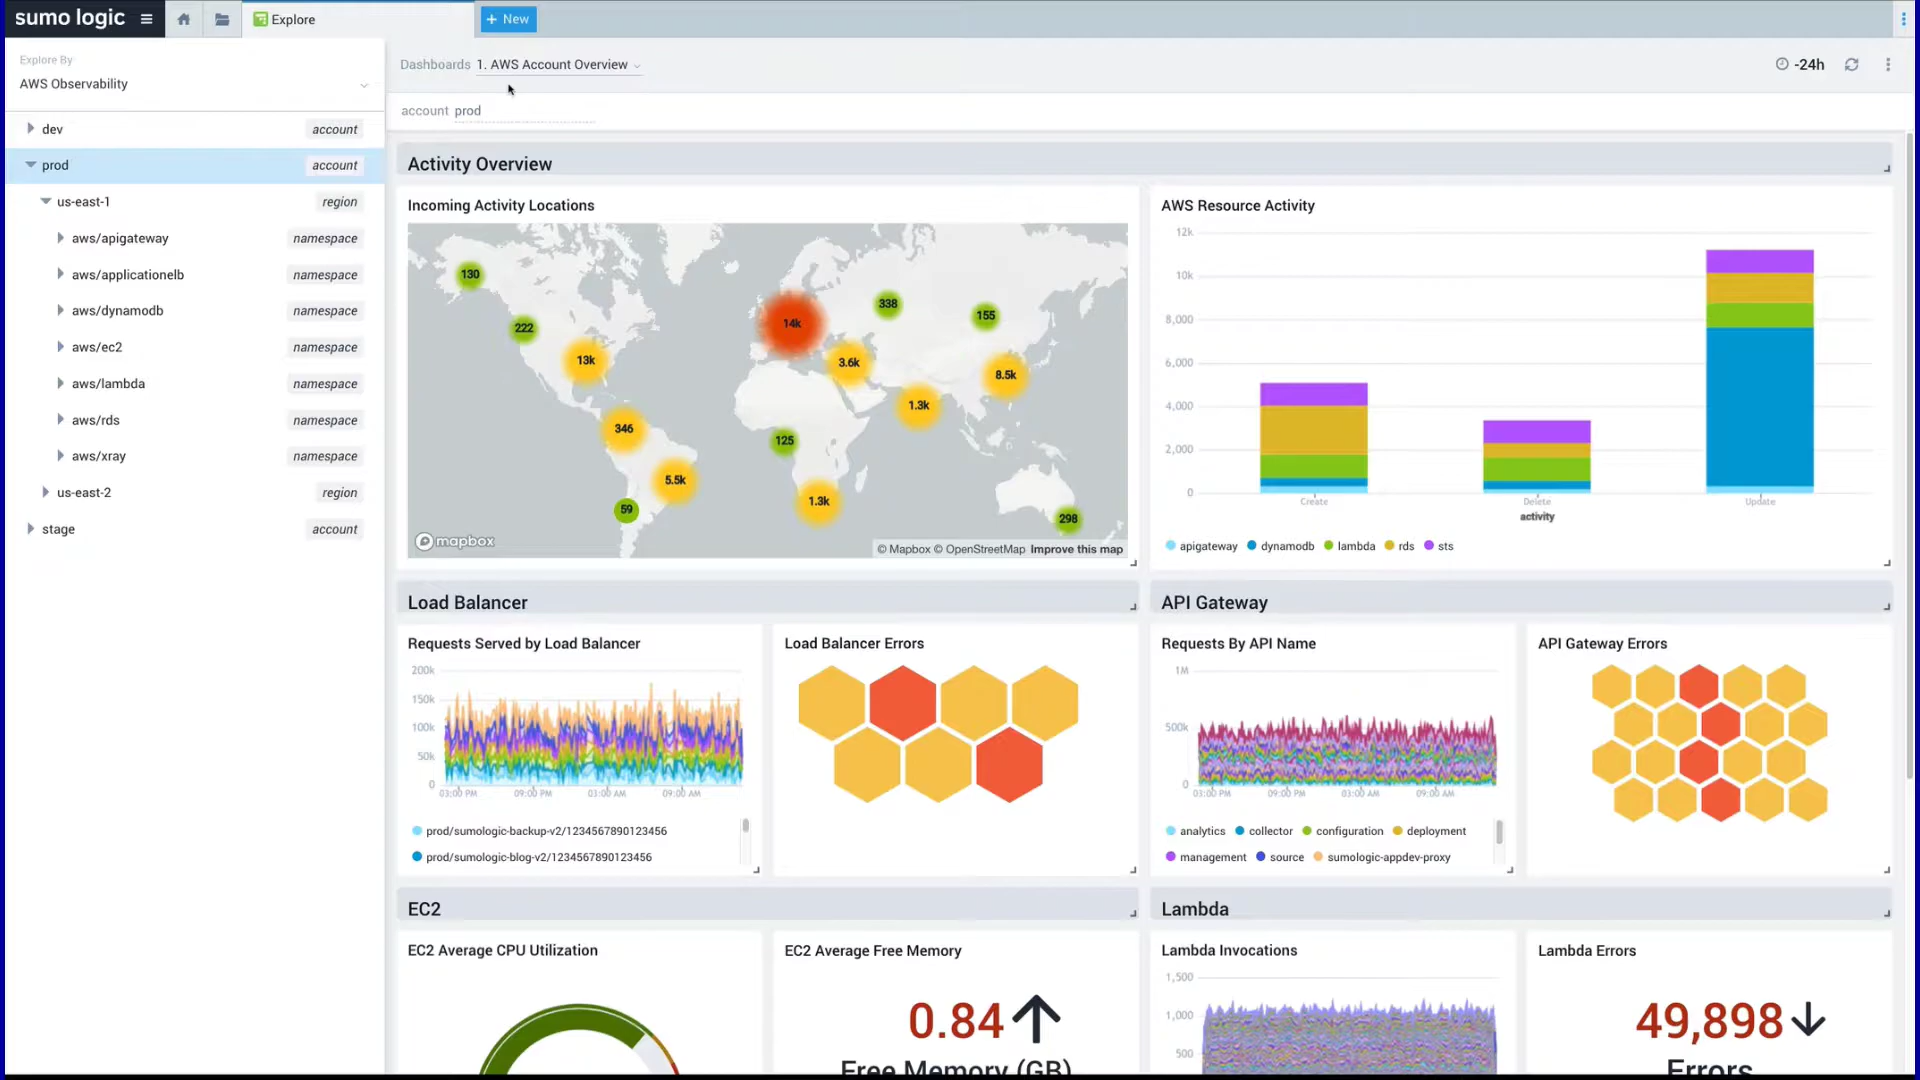 sumo logic
Explore
+ New
Explore By
AWS Observability
dev account
prod account
us-east-1 region
aws/apigateway namespace
aws/applicationelb namespace
aws/dynamodb namespace
aws/ec2 namespace
aws/lambda namespace
aws/rds namespace
aws/xray namespace
us-east-2 region
stage account
Dashboards 1. AWS Account Overview
-24h
account prod
Activity Overview
Incoming Activity Locations
130
222
13k
346
5.5k
59
14k
338
155
3.6k
8.5k
1.3k
125
1.3k
298
mapbox
© Mapbox © OpenStreetMap Improve this map
AWS Resource Activity
12k
10k
8,000
6,000
4,000
2,000
0
Create Delete Update
activity
apigateway dynamodb lambda rds sts
Load Balancer
Requests Served by Load Balancer
200k
150k
100k
50k
0
03:00 PM 09:00 PM 03:00 AM 09:00 AM
prod/sumologic-backup-v2/1234567890123456
prod/sumologic-blog-v2/1234567890123456
Load Balancer Errors
API Gateway
Requests By API Name
1M
500k
0
03:00 PM 09:00 PM 03:00 AM 09:00 AM
analytics collector configuration deployment
management source sumologic-appdev-proxy
API Gateway Errors
EC2
EC2 Average CPU Utilization
EC2 Average Free Memory
0.84
Free Memory (GB)
Lambda
Lambda Invocations
1,500
1,000
500
Lambda Errors
49,898
Errors